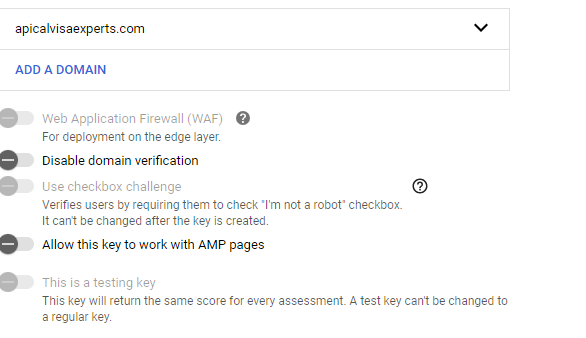 apicalvisaexperts.com
ADD A DOMAIN
Web Application Firewall (WAF)
For deployment on the edge layer.
Disable domain verification
Use checkbox challenge
Verifies users by requiring them to check "I'm not a robot" checkbox.
It can't be changed after the key is created.
Allow this key to work with AMP pages
This is a testing key
This key will return the same score for every assessment. A test key can't be changed to
a regular key.